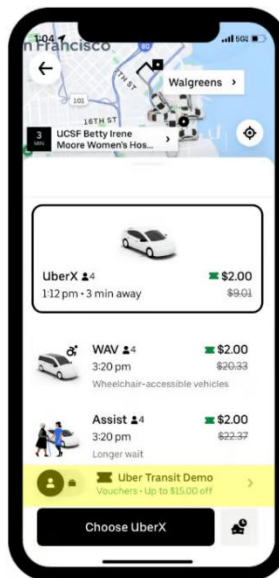 1:04
5GE
n Francisco
80
Walgreens >
101
16TH ST
3
MIN
UCSF Betty Irene
Moore Women's Hos... >
UberX 4
$2.00
1:12 pm • 3 min away
$9.01
WAV 4
$2.00
3:20 pm
$20.33
Wheelchair-accessible vehicles
Assist 4
$2.00
3:20 pm
$22.37
Longer wait
Uber Transit Demo
Vouchers • Up to $15.00 off >
Choose UberX